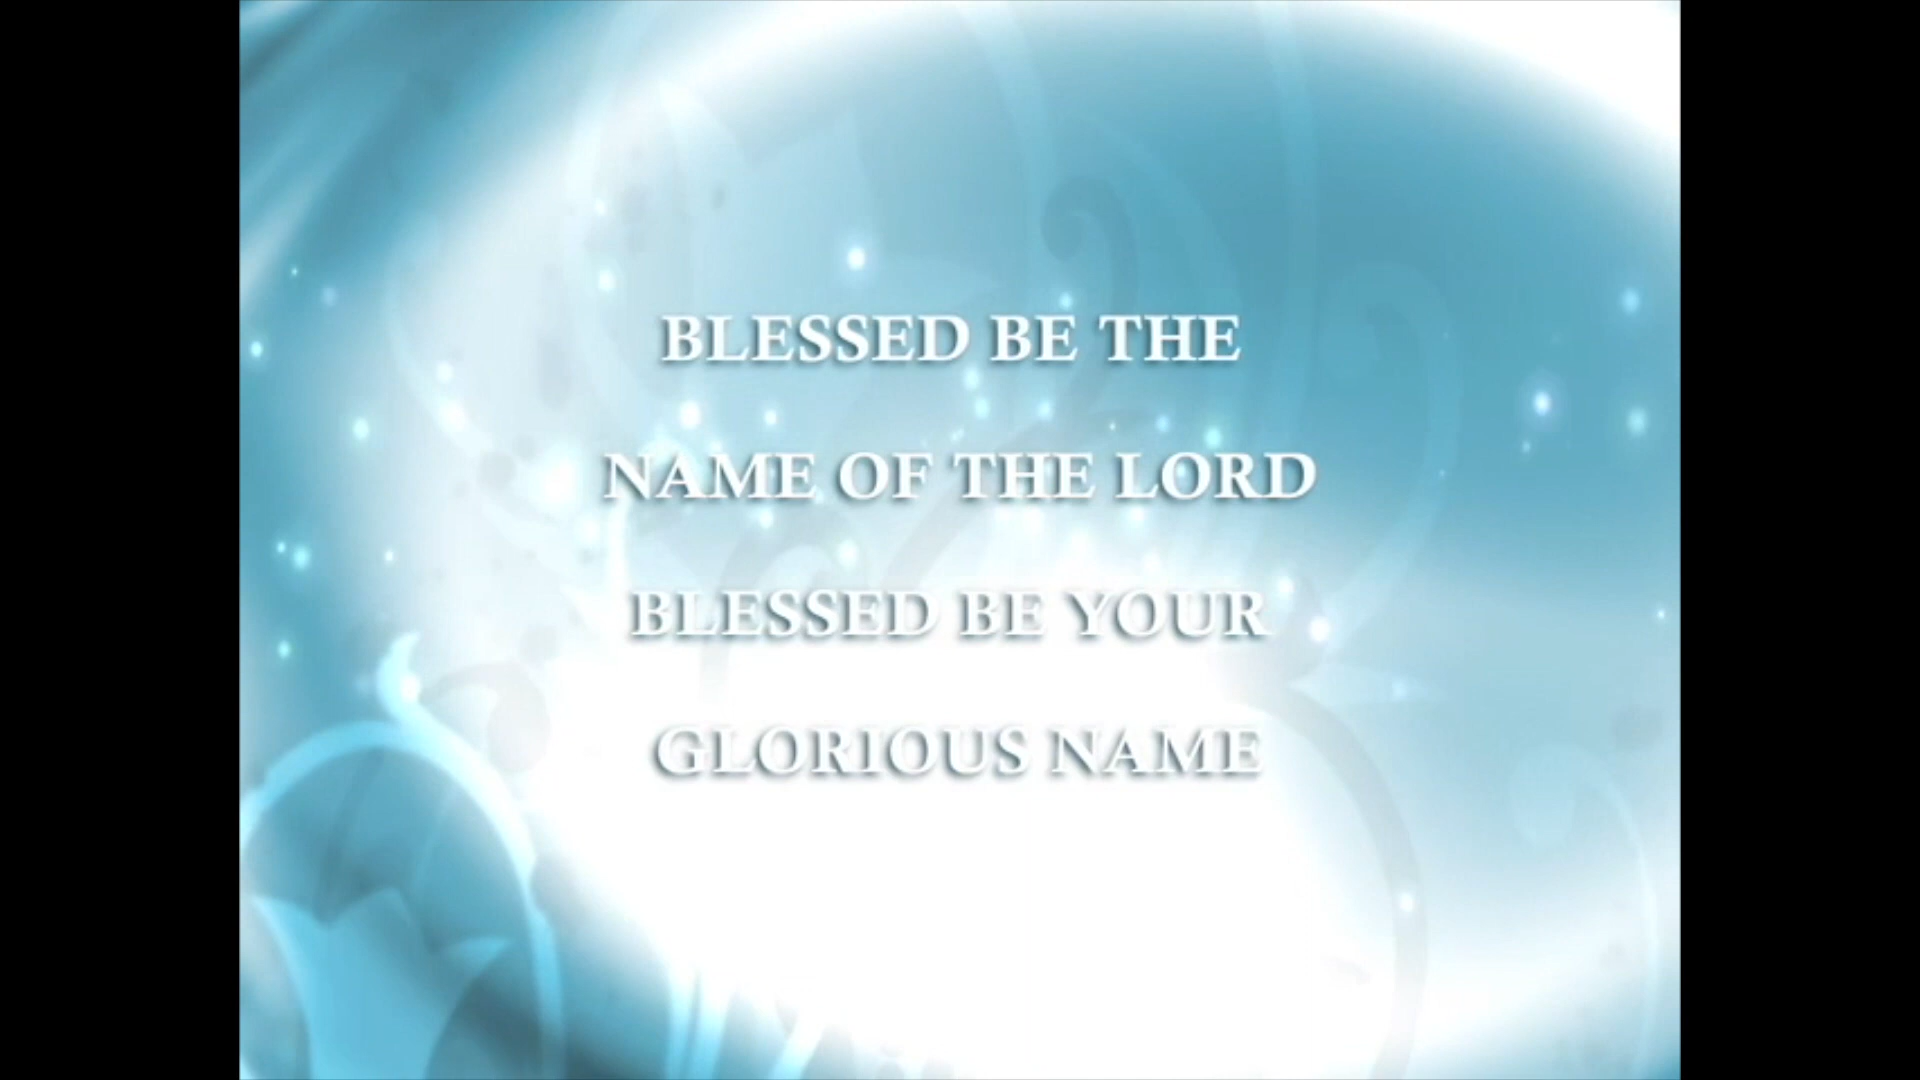 BLESSED BE THE
NAME OF THE LORD
BLESSED BE YOUR
GLORIOUS NAME